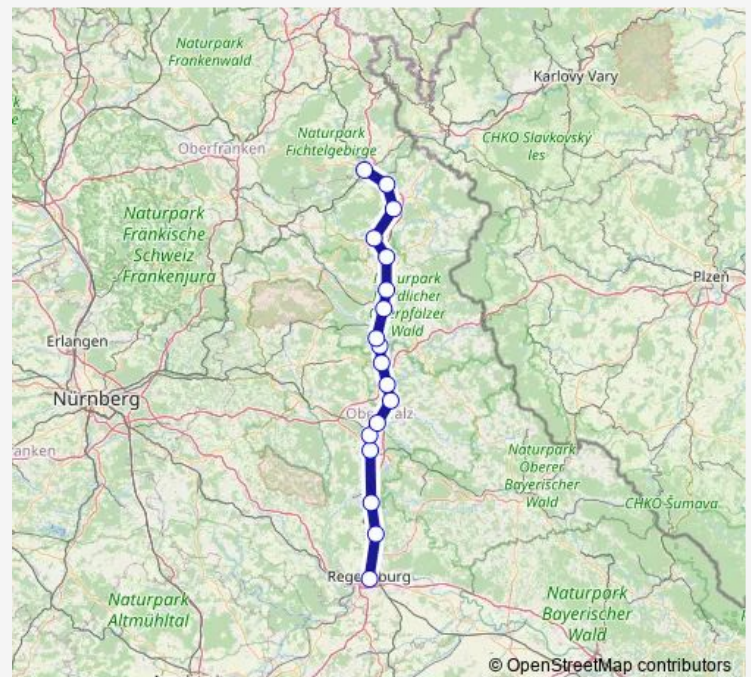 Naturpark
Frankenwald
Karlovy Vary
Naturpark
Fichtelgebirge
CHKO Slavkovský
les
Oberfranken
Naturpark
Fränkische
Schweiz
Frankenjura
Plzeň
Wald
Erlangen
Nürnberg
Naturpark
Oberer
Bayerischer
Wald
CHKO Šumava
Naturpark
Altmühltal
Naturpark
Bayerischer
Wald
© OpenStreetMap contributors